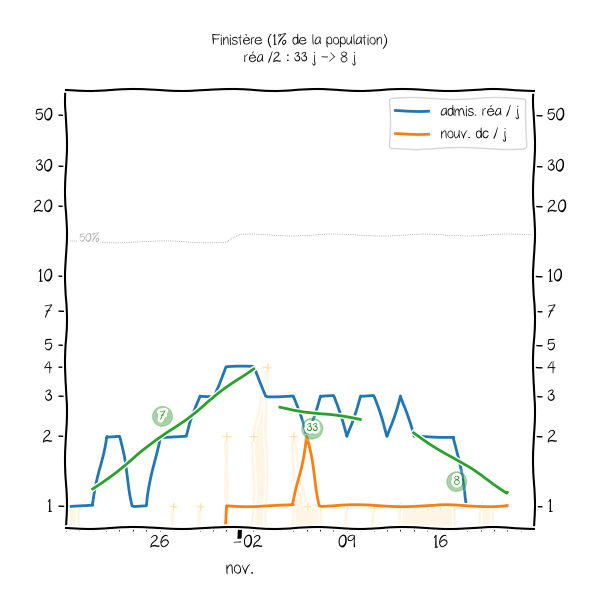 Finistère (1% de la population)
réa /2 : 33 j -> 8 j
admis. réa / j
nouv. dc / j
50 50
30 30
20 20
50%
10 10
7 7
5 5
4 4
3 3
2 2
1 1
7
33
8
26 02 09 16
nov.